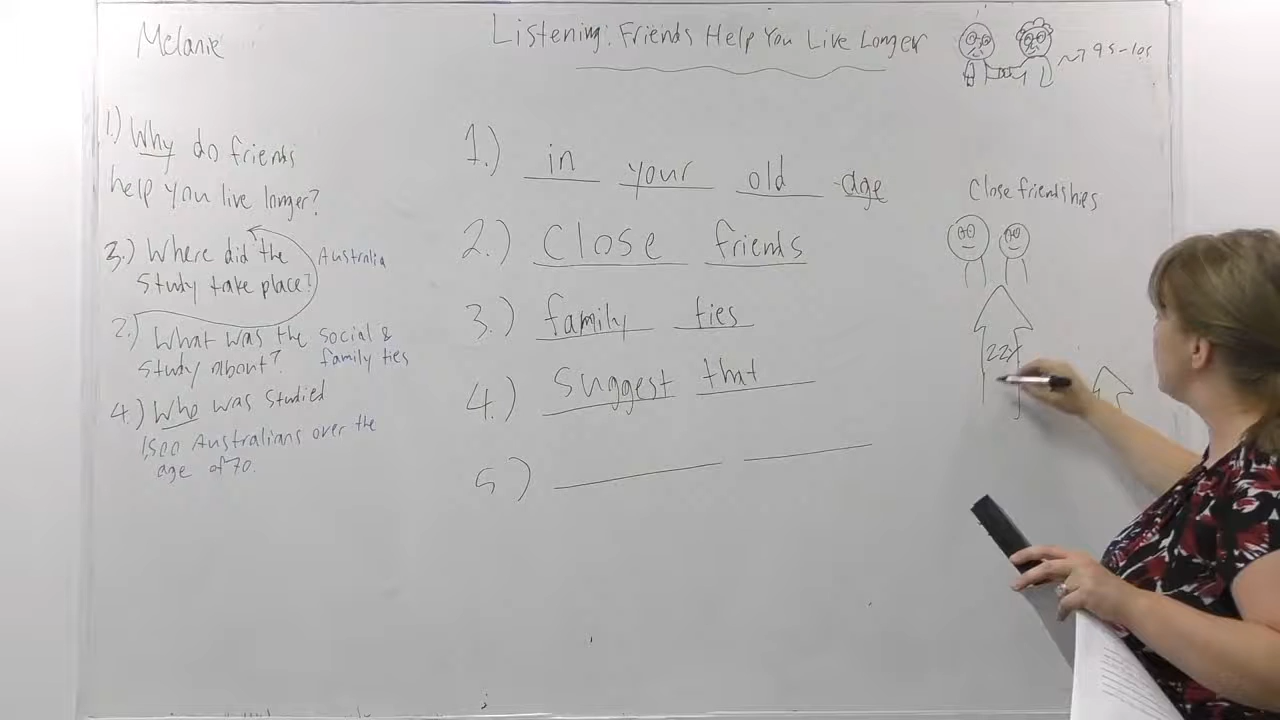 Melanie
Listening: Friends Help You Live Longer
95-105
1.) Why do friends
help you live longer?
3.) Where did the
study take place?
Australia
2.) What was the
study about?
social &
family ties
4.) Who was studied
1,500 Australians over the
age of 70.
1.) in your old age
2.) Close friends
3.) family ties
4.) suggest that
5)
Close friendshies
22%